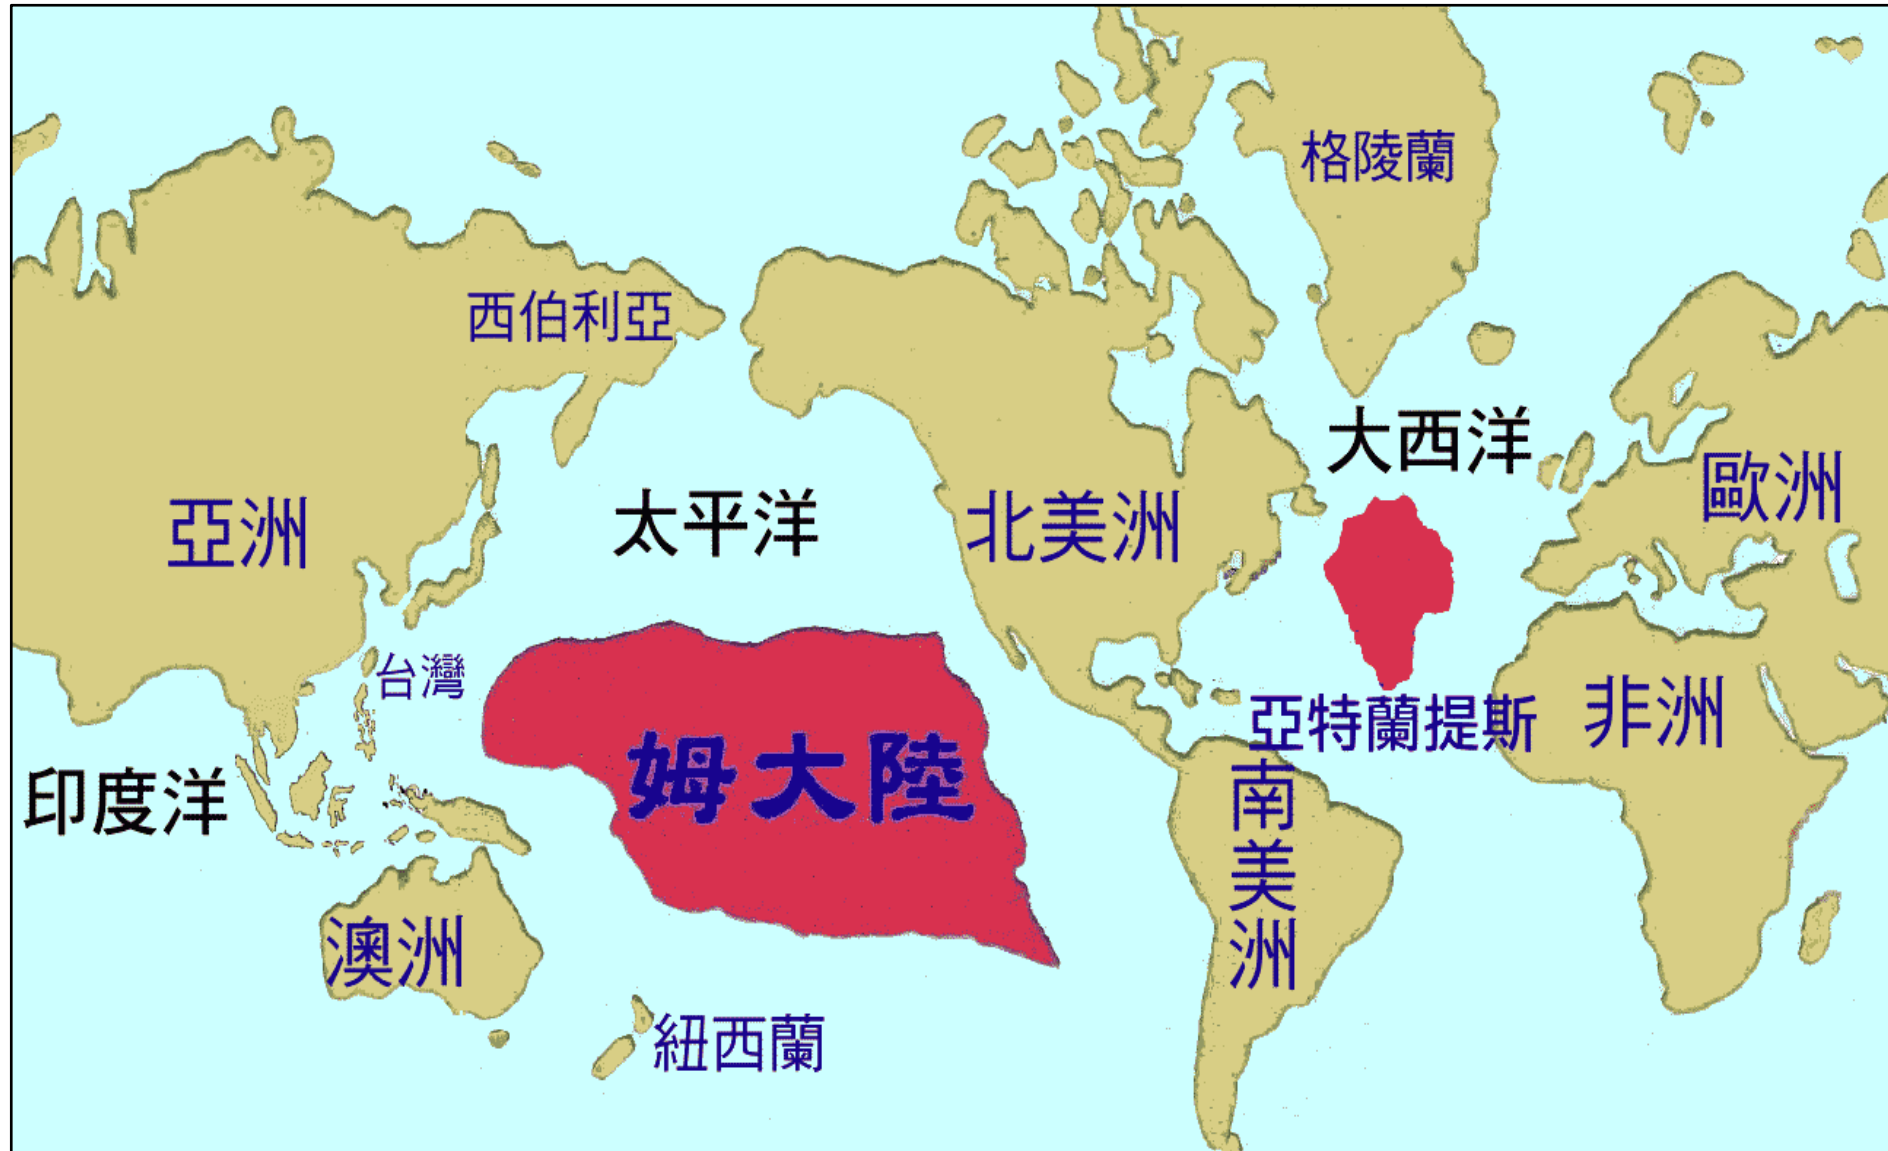 格陵蘭
西伯利亞
大西洋
歐洲
太平洋
北美洲
亞洲
台灣
亞特蘭提斯
非洲
姆大陸
印度洋
南美洲
澳洲
紐西蘭